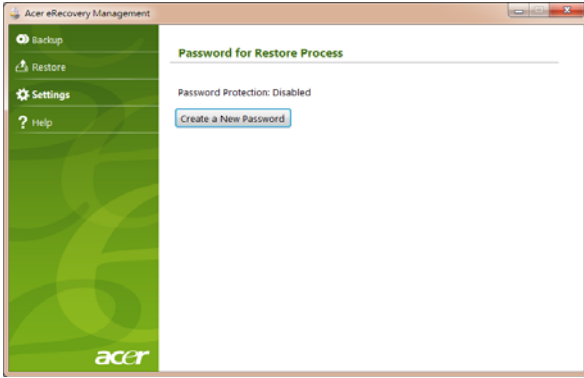 Acer eRecovery Management
Backup
Restore
Settings
? Help
Password for Restore Process
Password Protection: Disabled
Create a New Password
acer